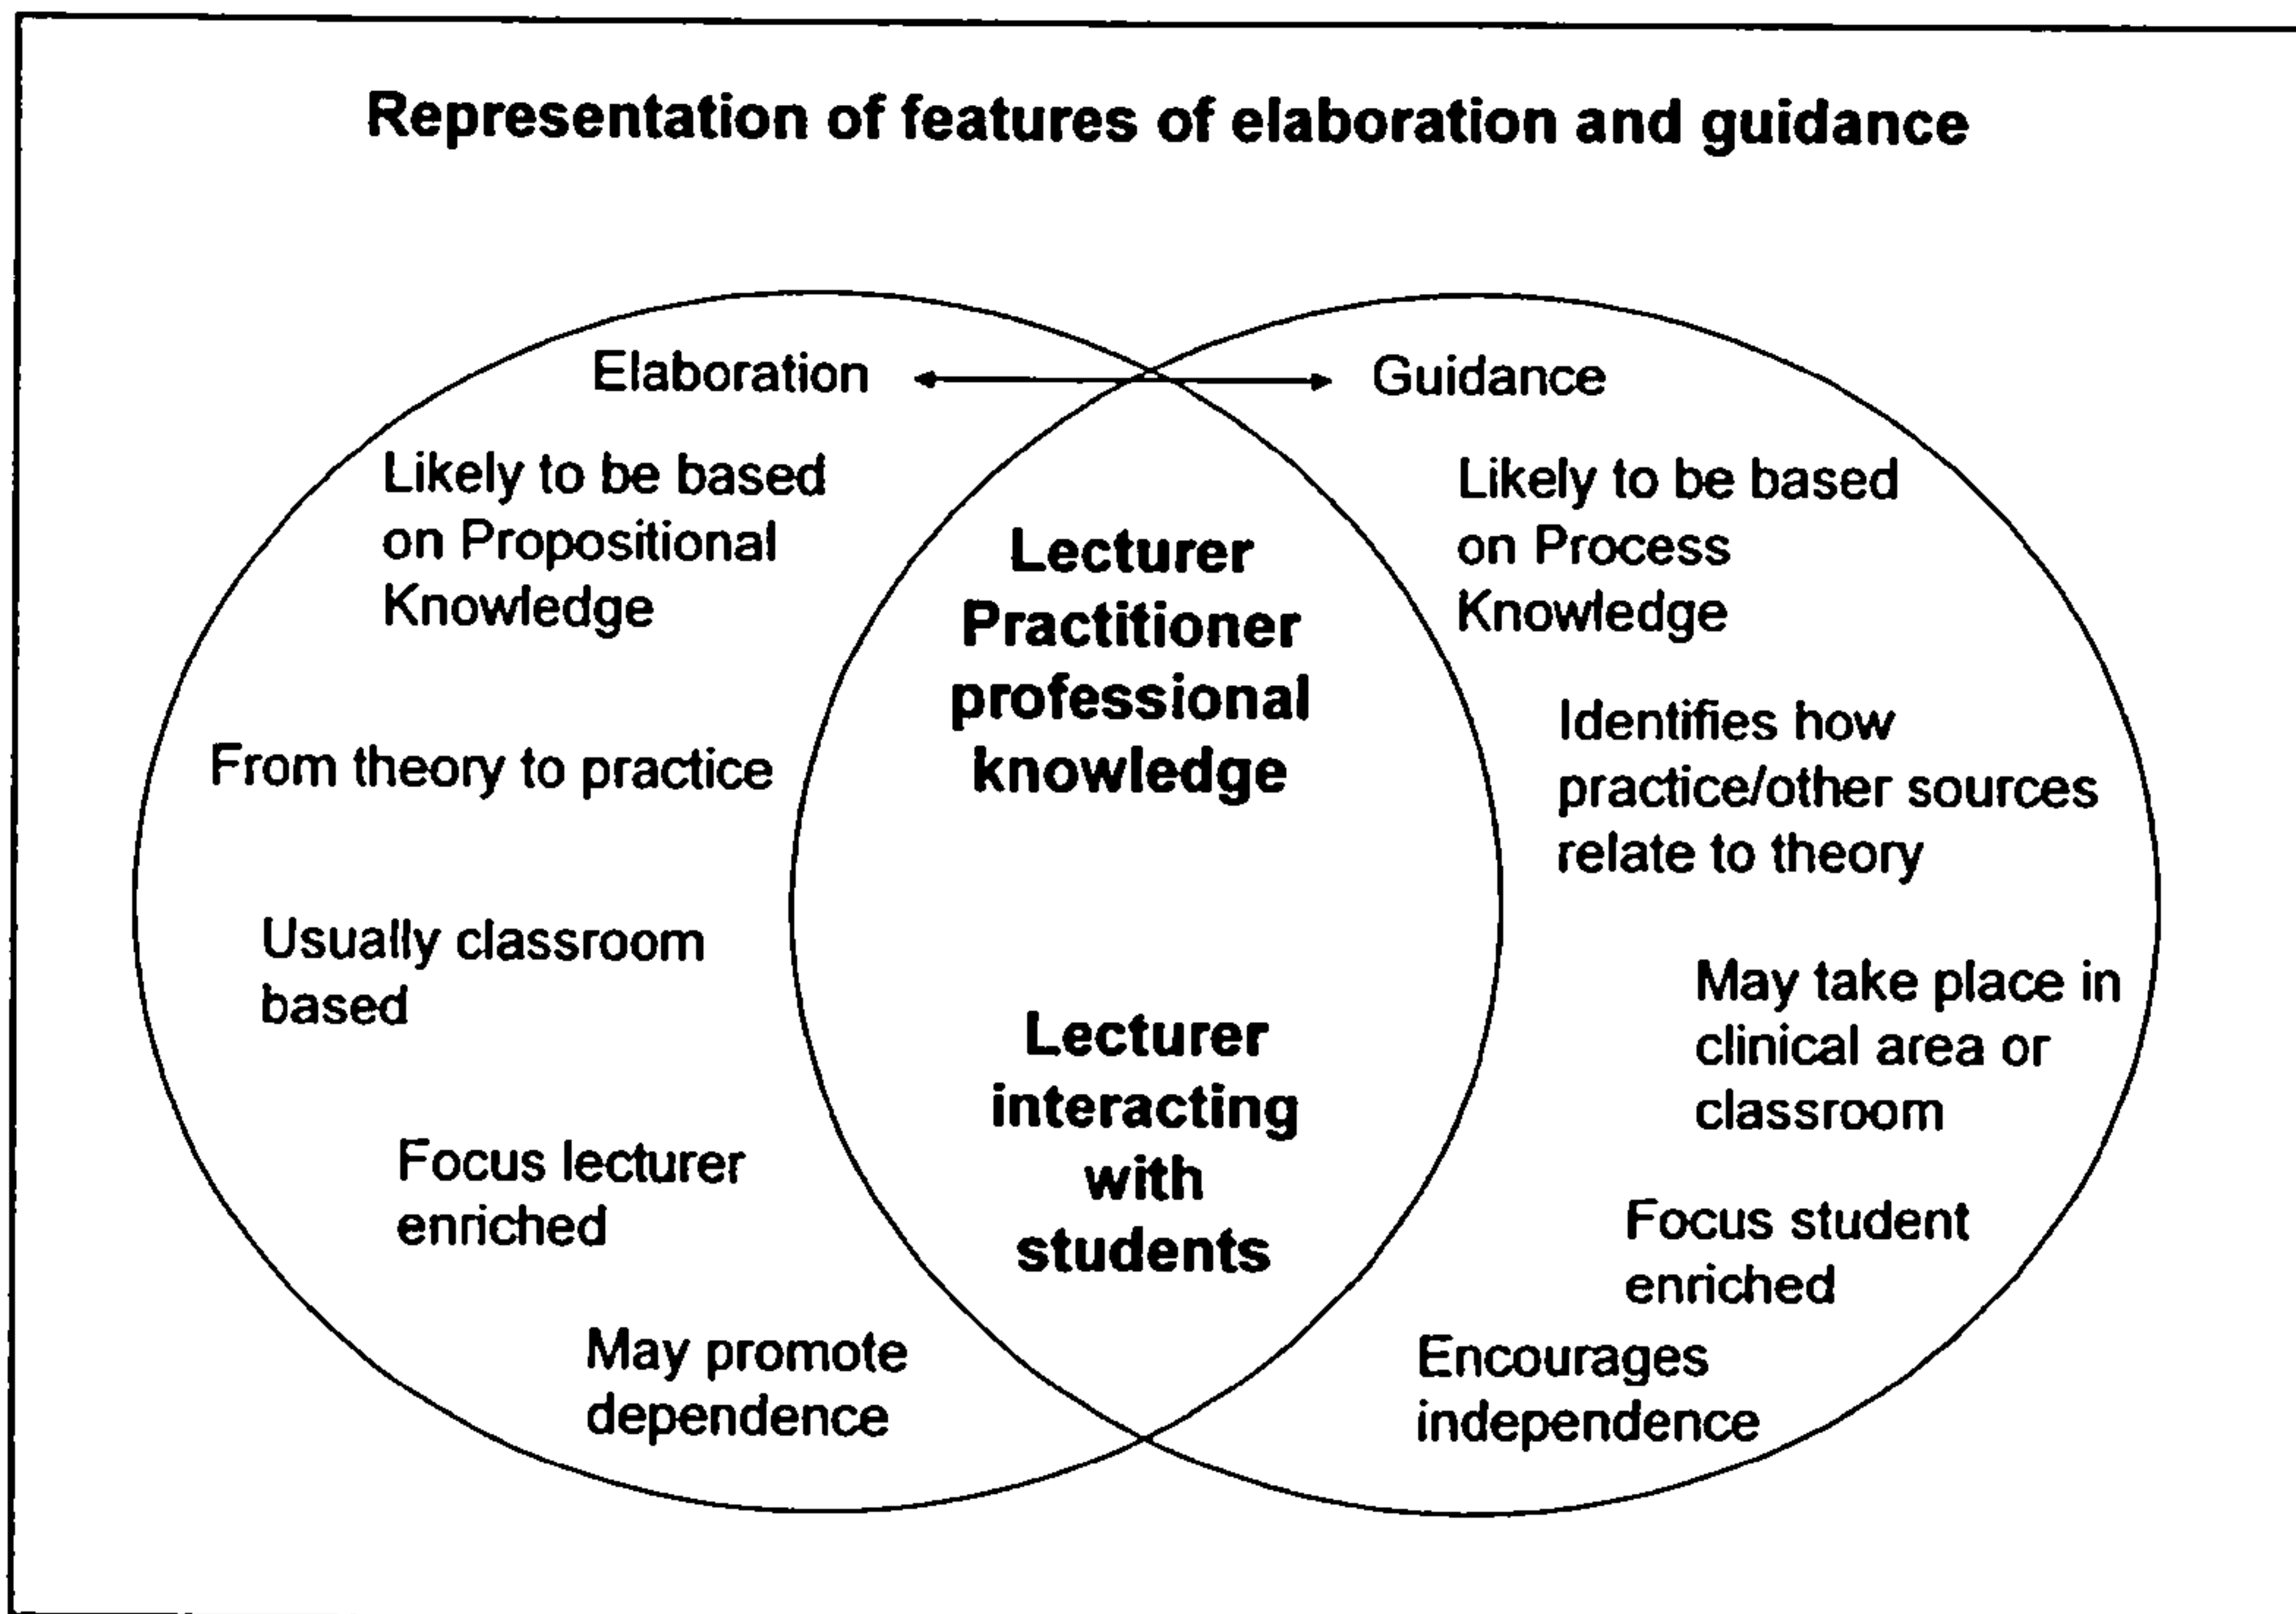 Representation of features of elaboration and guidance
Elaboration
Likely to be based
on Propositional
Knowledge
From theory to practice
Usually classroom
based
Focus lecturer
enriched
May promote
dependence
Lecturer
Practitioner
professional
knowledge
Lecturer
interacting
with
students
Guidance
Likely to be based
on Process
Knowledge
Identifies how
practice/other sources
relate to theory
May take place in
clinical area or
classroom
Focus student
enriched
Encourages
independence